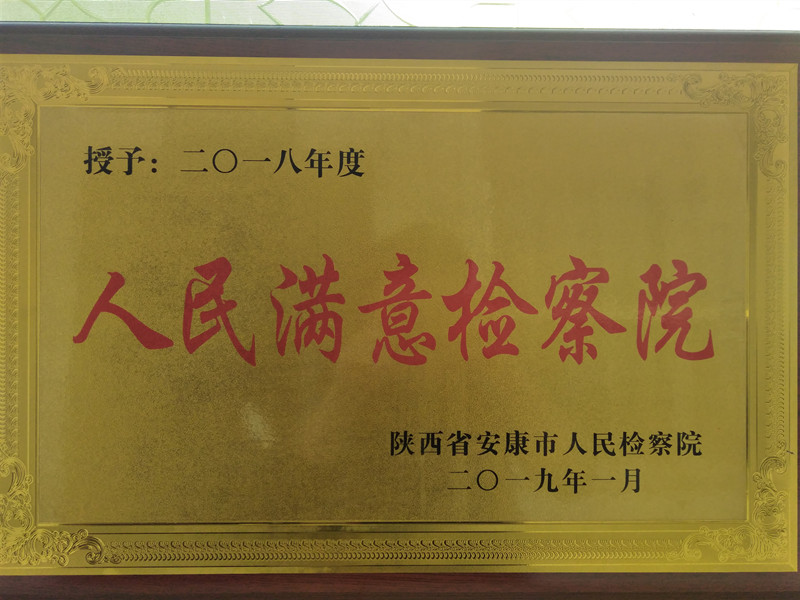 授予：二〇一八年度
人民满意检察院
陕西省安康市人民检察院
二〇一九年一月